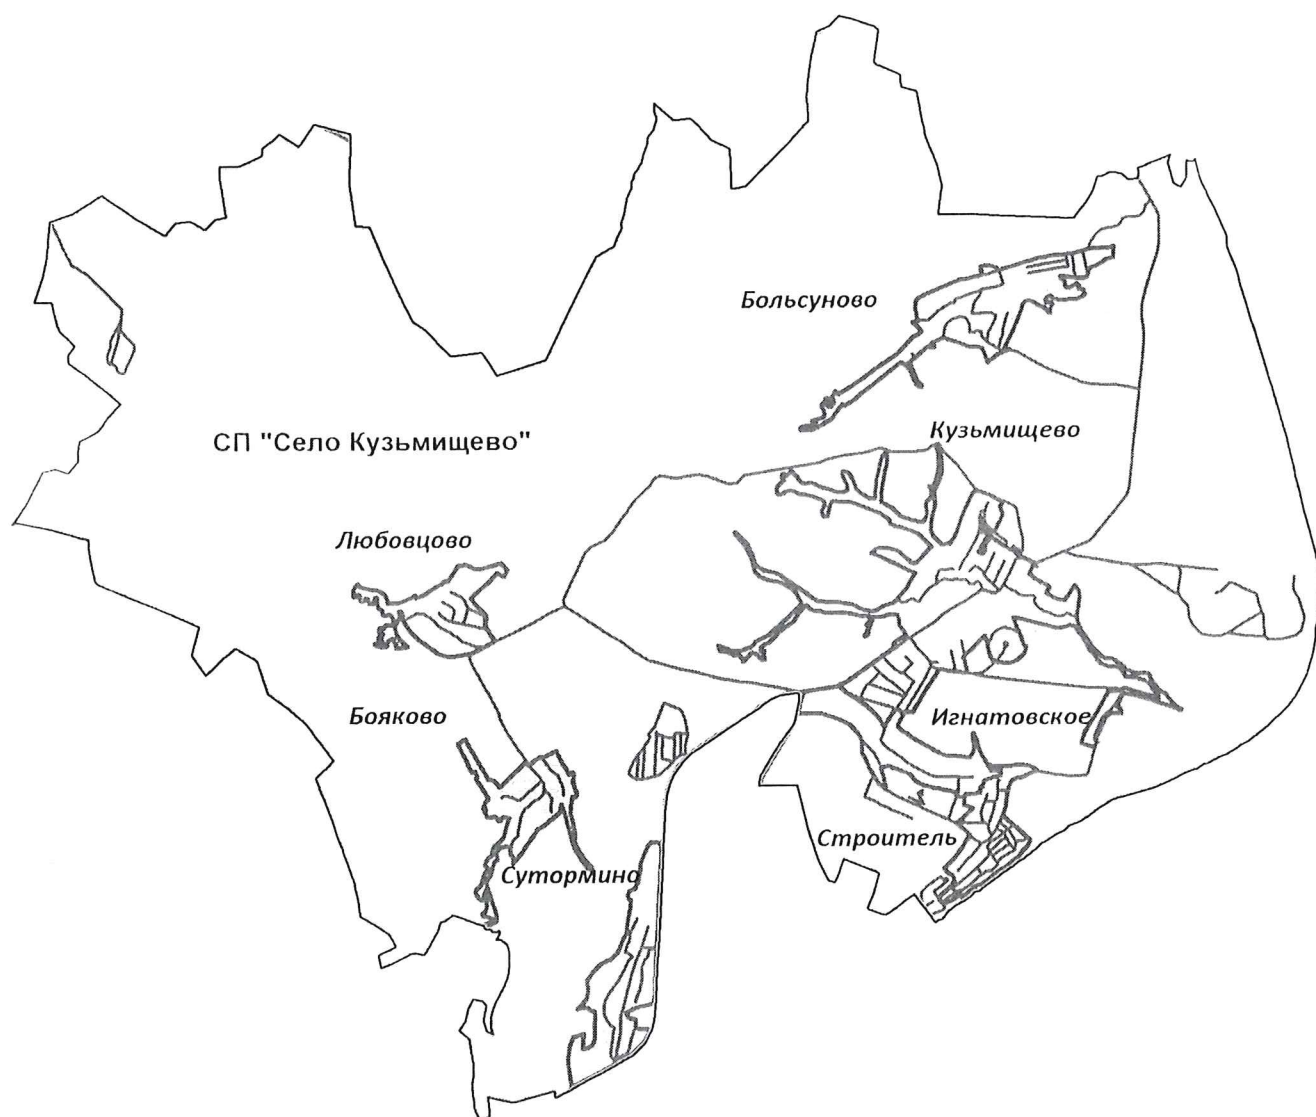 Больсуново
Кузьмищево
СП "Село Кузьмищево"
Любовцово
Бояково
Игнатовское
Строитель
Сутормино